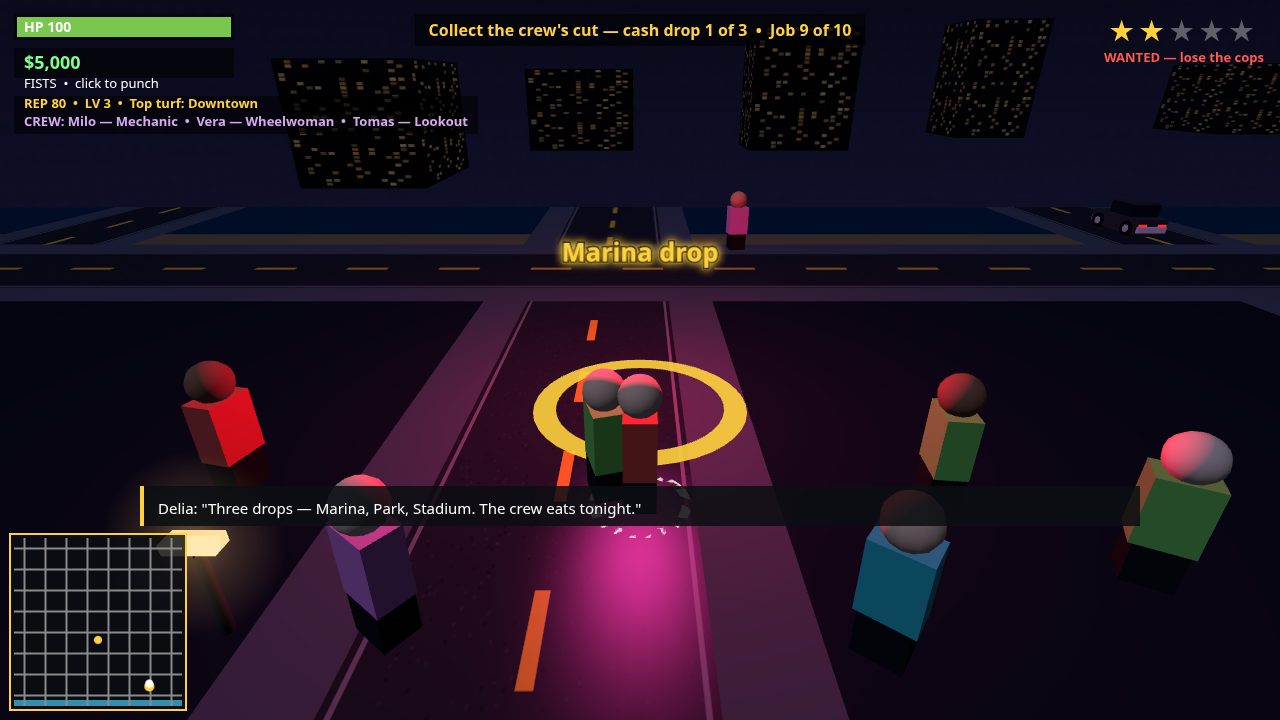 HP 100
$5,000
FISTS • click to punch
REP 80 • LV 3 • Top turf: Downtown
CREW: Milo — Mechanic • Vera — Wheelwoman • Tomas — Lookout
Collect the crew's cut — cash drop 1 of 3 • Job 9 of 10
WANTED — lose the cops
Marina drop
Delia: "Three drops — Marina, Park, Stadium. The crew eats tonight."